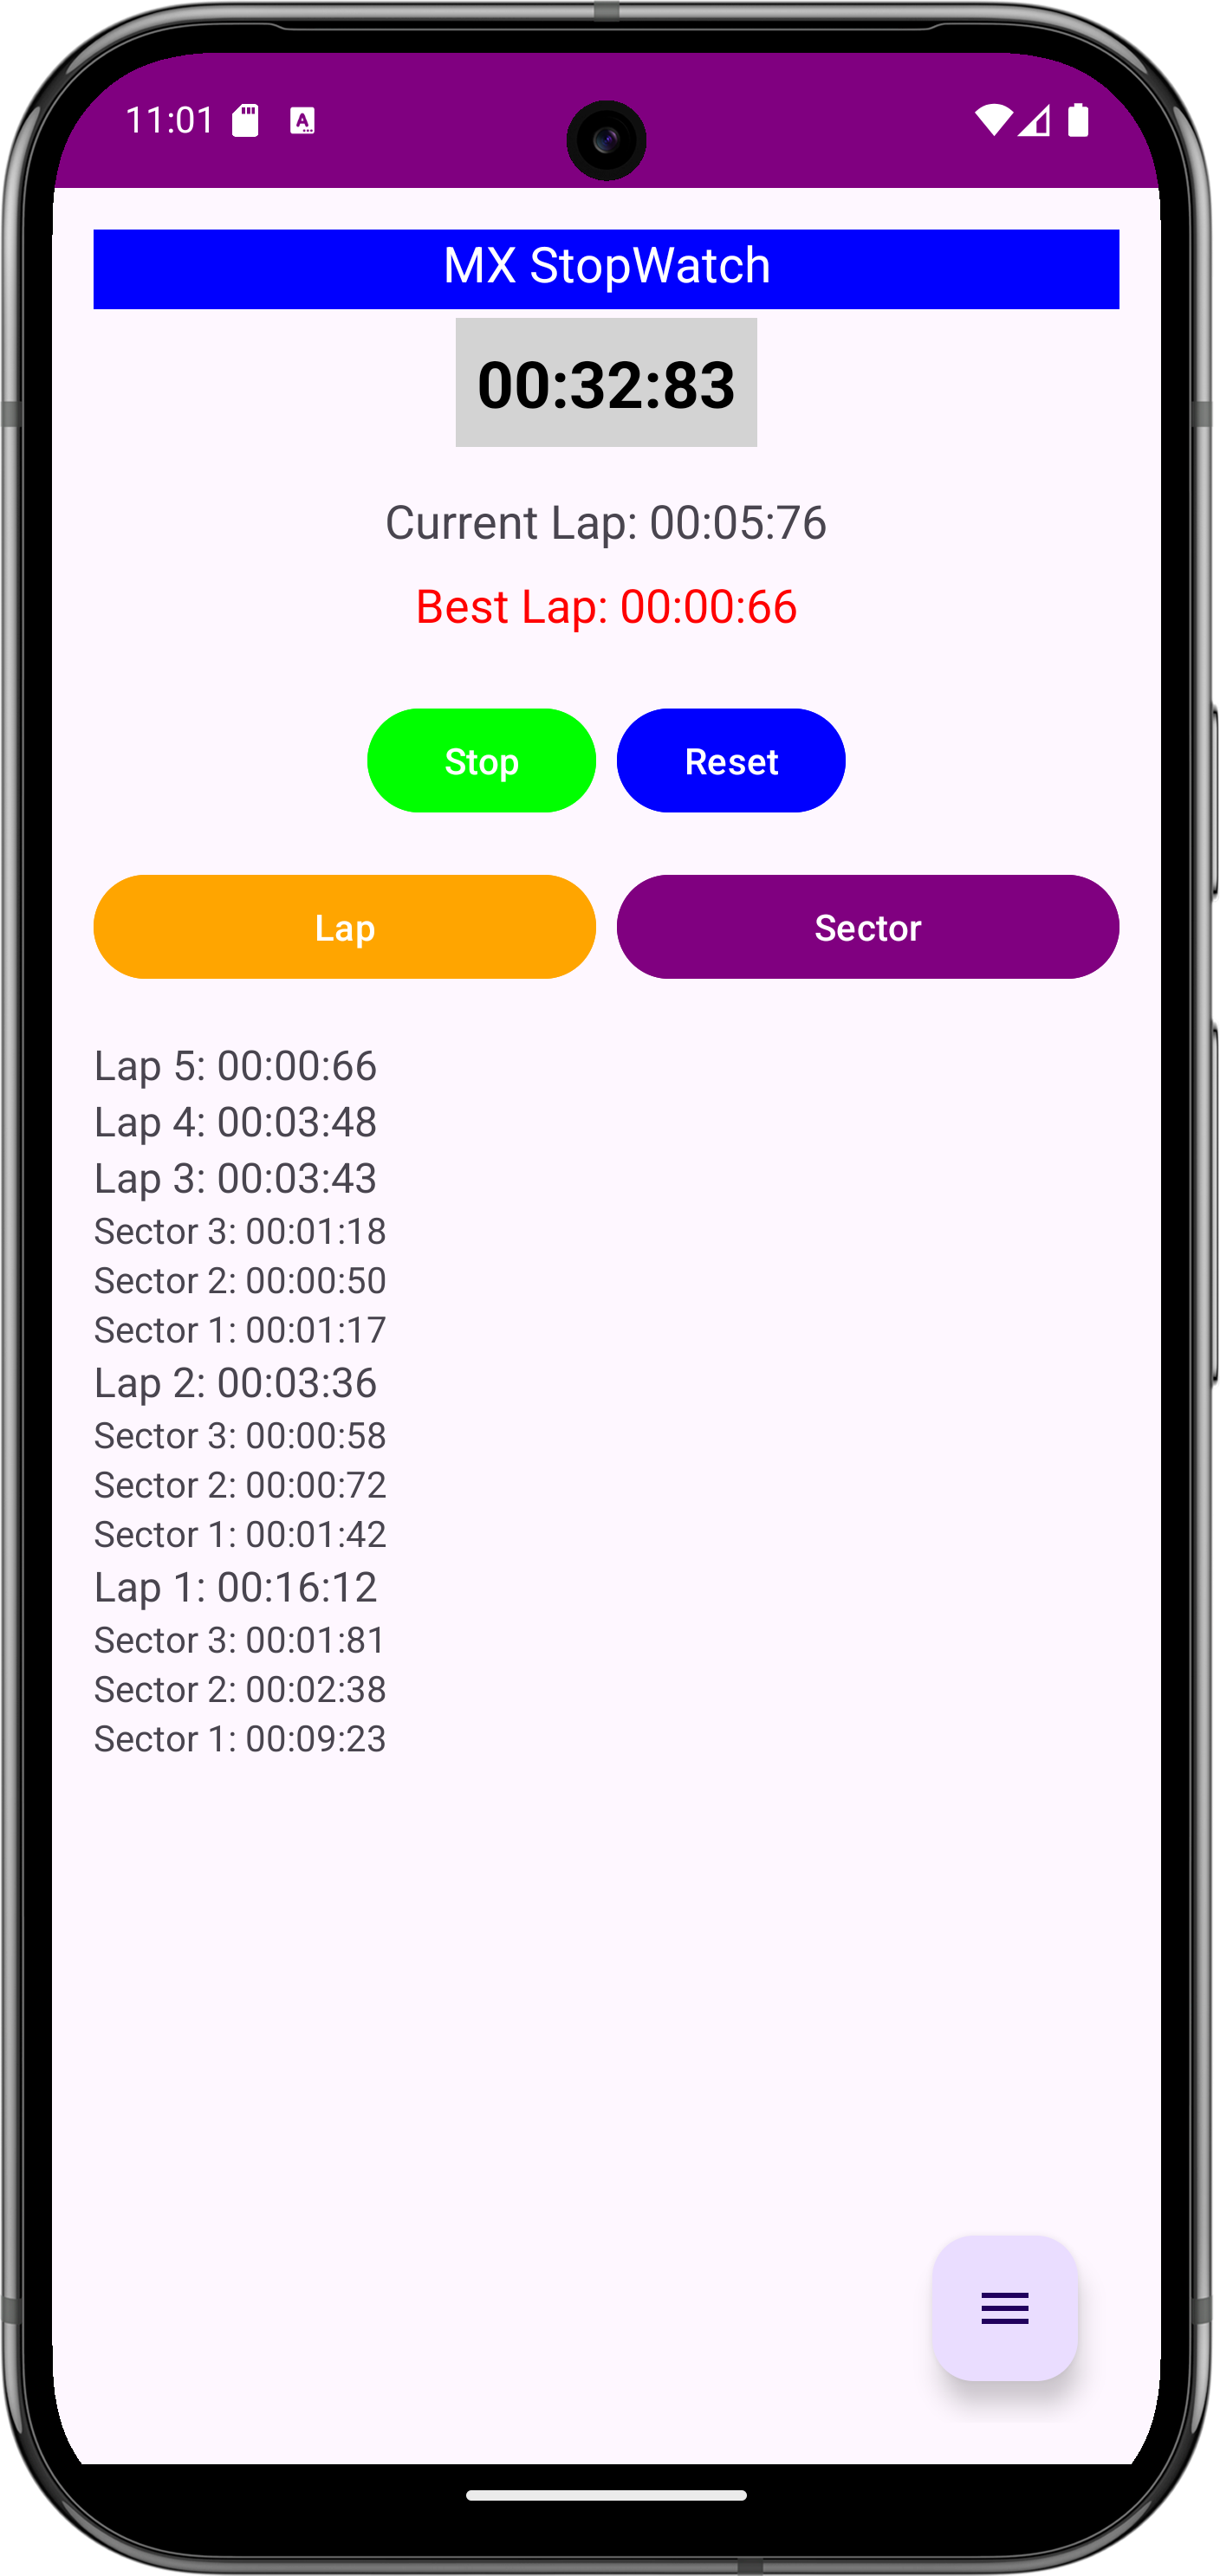 11:01
MX StopWatch
00:32:83
Current Lap: 00:05:76
Best Lap: 00:00:66
Stop Reset
Lap Sector
Lap 5: 00:00:66
Lap 4: 00:03:48
Lap 3: 00:03:43
Sector 3: 00:01:18
Sector 2: 00:00:50
Sector 1: 00:01:17
Lap 2: 00:03:36
Sector 3: 00:00:58
Sector 2: 00:00:72
Sector 1: 00:01:42
Lap 1: 00:16:12
Sector 3: 00:01:81
Sector 2: 00:02:38
Sector 1: 00:09:23